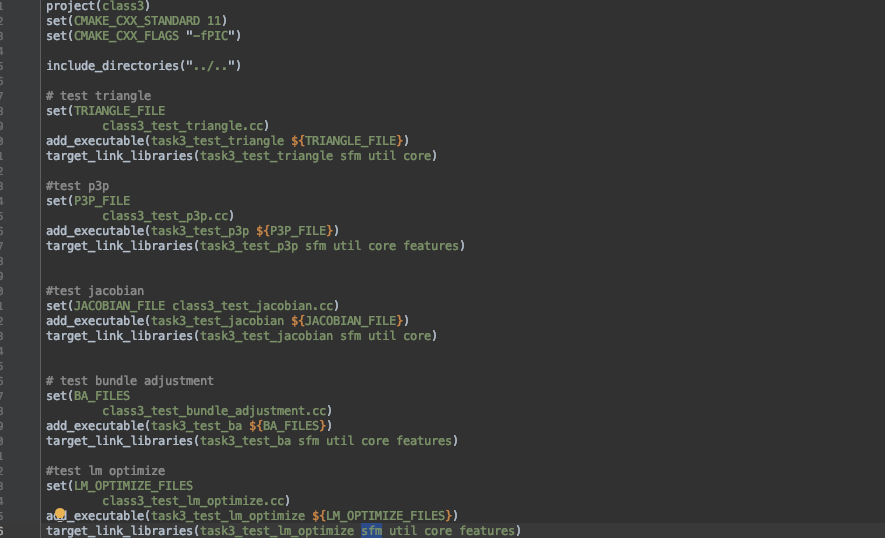 project(class3)
set(CMAKE_CXX_STANDARD 11)
set(CMAKE_CXX_FLAGS "-fPIC")
include_directories("../..")
# test triangle
set(TRIANGLE_FILE
class3_test_triangle.cc)
add_executable(task3_test_triangle ${TRIANGLE_FILE})
target_link_libraries(task3_test_triangle sfm util core)
#test p3p
set(P3P_FILE
class3_test_p3p.cc)
add_executable(task3_test_p3p ${P3P_FILE})
target_link_libraries(task3_test_p3p sfm util core features)
#test jacobian
set(JACOBIAN_FILE class3_test_jacobian.cc)
add_executable(task3_test_jacobian ${JACOBIAN_FILE})
target_link_libraries(task3_test_jacobian sfm util core)
# test bundle adjustment
set(BA_FILES
class3_test_bundle_adjustment.cc)
add_executable(task3_test_ba ${BA_FILES})
target_link_libraries(task3_test_ba sfm util core features)
#test lm optimize
set(LM_OPTIMIZE_FILES
class3_test_lm_optimize.cc)
add_executable(task3_test_lm_optimize ${LM_OPTIMIZE_FILES})
target_link_libraries(task3_test_lm_optimize sfm util core features)